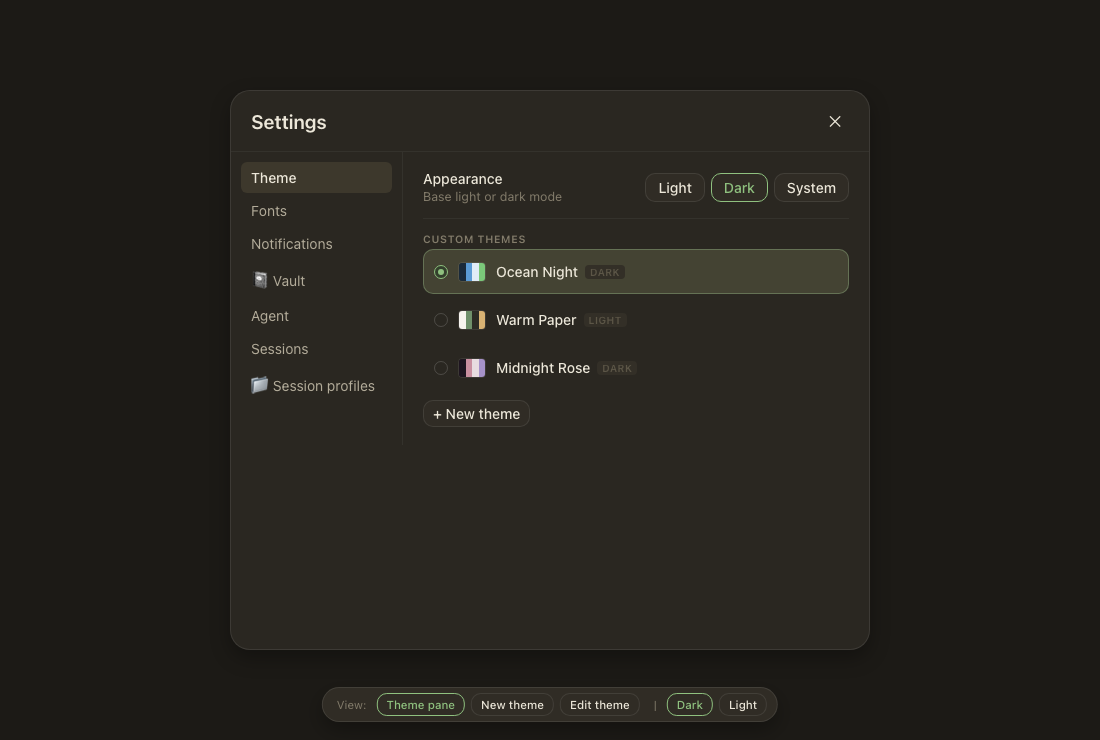 Settings
Theme
Fonts
Notifications
Vault
Agent
Sessions
Session profiles
Appearance
Base light or dark mode
Light Dark System
CUSTOM THEMES
Ocean Night DARK
Warm Paper LIGHT
Midnight Rose DARK
+ New theme
View: Theme pane New theme Edit theme | Dark Light